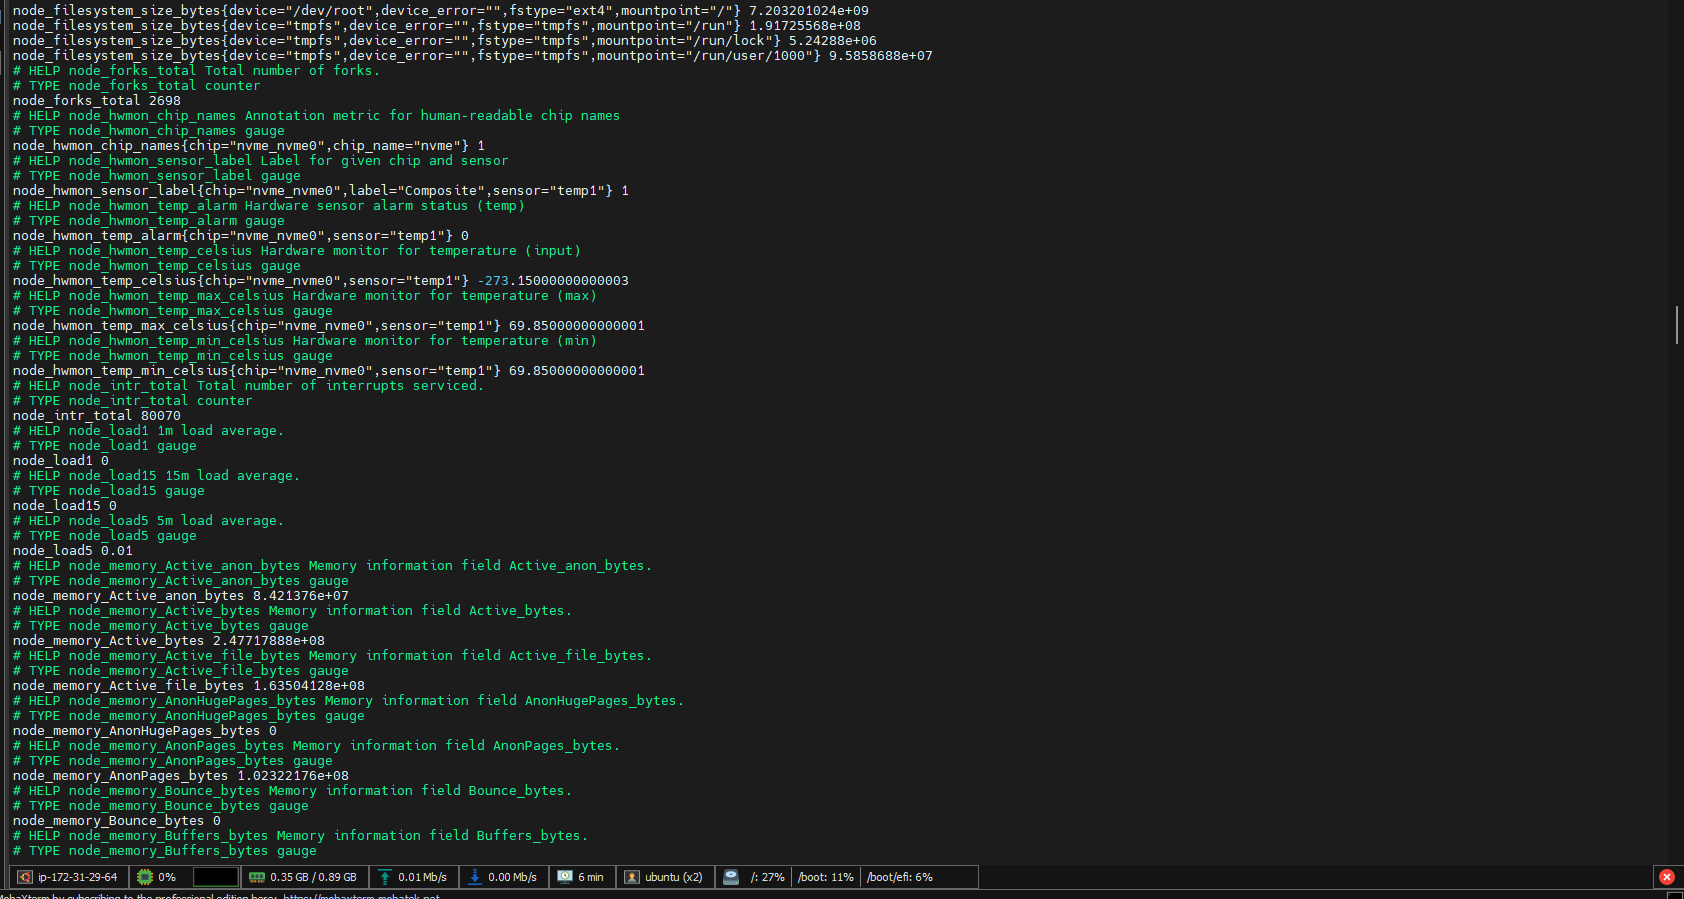 node_filesystem_size_bytes{device="/dev/root",device_error="",fstype="ext4",mountpoint="/"} 7.203201024e+09
node_filesystem_size_bytes{device="tmpfs",device_error="",fstype="tmpfs",mountpoint="/run"} 1.91725568e+08
node_filesystem_size_bytes{device="tmpfs",device_error="",fstype="tmpfs",mountpoint="/run/lock"} 5.24288e+06
node_filesystem_size_bytes{device="tmpfs",device_error="",fstype="tmpfs",mountpoint="/run/user/1000"} 9.5858688e+07
# HELP node_forks_total Total number of forks.
# TYPE node_forks_total counter
node_forks_total 2698
# HELP node_hwmon_chip_names Annotation metric for human-readable chip names
# TYPE node_hwmon_chip_names gauge
node_hwmon_chip_names{chip="nvme_nvme0",chip_name="nvme"} 1
# HELP node_hwmon_sensor_label Label for given chip and sensor
# TYPE node_hwmon_sensor_label gauge
node_hwmon_sensor_label{chip="nvme_nvme0",label="Composite",sensor="temp1"} 1
# HELP node_hwmon_temp_alarm Hardware sensor alarm status (temp)
# TYPE node_hwmon_temp_alarm gauge
node_hwmon_temp_alarm{chip="nvme_nvme0",sensor="temp1"} 0
# HELP node_hwmon_temp_celsius Hardware monitor for temperature (input)
# TYPE node_hwmon_temp_celsius gauge
node_hwmon_temp_celsius{chip="nvme_nvme0",sensor="temp1"} -273.15000000000003
# HELP node_hwmon_temp_max_celsius Hardware monitor for temperature (max)
# TYPE node_hwmon_temp_max_celsius gauge
node_hwmon_temp_max_celsius{chip="nvme_nvme0",sensor="temp1"} 69.85000000000001
# HELP node_hwmon_temp_min_celsius Hardware monitor for temperature (min)
# TYPE node_hwmon_temp_min_celsius gauge
node_hwmon_temp_min_celsius{chip="nvme_nvme0",sensor="temp1"} 69.85000000000001
# HELP node_intr_total Total number of interrupts serviced.
# TYPE node_intr_total counter
node_intr_total 80070
# HELP node_load1 1m load average.
# TYPE node_load1 gauge
node_load1 0
# HELP node_load15 15m load average.
# TYPE node_load15 gauge
node_load15 0
# HELP node_load5 5m load average.
# TYPE node_load5 gauge
node_load5 0.01
# HELP node_memory_Active_anon_bytes Memory information field Active_anon_bytes.
# TYPE node_memory_Active_anon_bytes gauge
node_memory_Active_anon_bytes 8.421376e+07
# HELP node_memory_Active_bytes Memory information field Active_bytes.
# TYPE node_memory_Active_bytes gauge
node_memory_Active_bytes 2.47717888e+08
# HELP node_memory_Active_file_bytes Memory information field Active_file_bytes.
# TYPE node_memory_Active_file_bytes gauge
node_memory_Active_file_bytes 1.63504128e+08
# HELP node_memory_AnonHugePages_bytes Memory information field AnonHugePages_bytes.
# TYPE node_memory_AnonHugePages_bytes gauge
node_memory_AnonHugePages_bytes 0
# HELP node_memory_AnonPages_bytes Memory information field AnonPages_bytes.
# TYPE node_memory_AnonPages_bytes gauge
node_memory_AnonPages_bytes 1.02322176e+08
# HELP node_memory_Bounce_bytes Memory information field Bounce_bytes.
# TYPE node_memory_Bounce_bytes gauge
node_memory_Bounce_bytes 0
# HELP node_memory_Buffers_bytes Memory information field Buffers_bytes.
# TYPE node_memory_Buffers_bytes gauge
ip-172-31-29-64 0% 0.35 GB / 0.89 GB 0.01 Mb/s 0.00 Mb/s 6 min ubuntu (x2) /: 27% /boot: 11% /boot/efi: 6%
MobaXterm by subscribing to the professional edition here: https://mobaxterm.mobatek.net